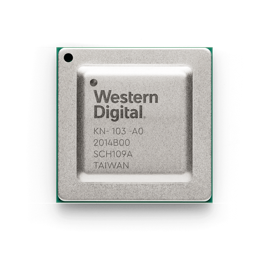 Western
Digital.
KN-103-A0
2014B00
SCH109A
TAIWAN